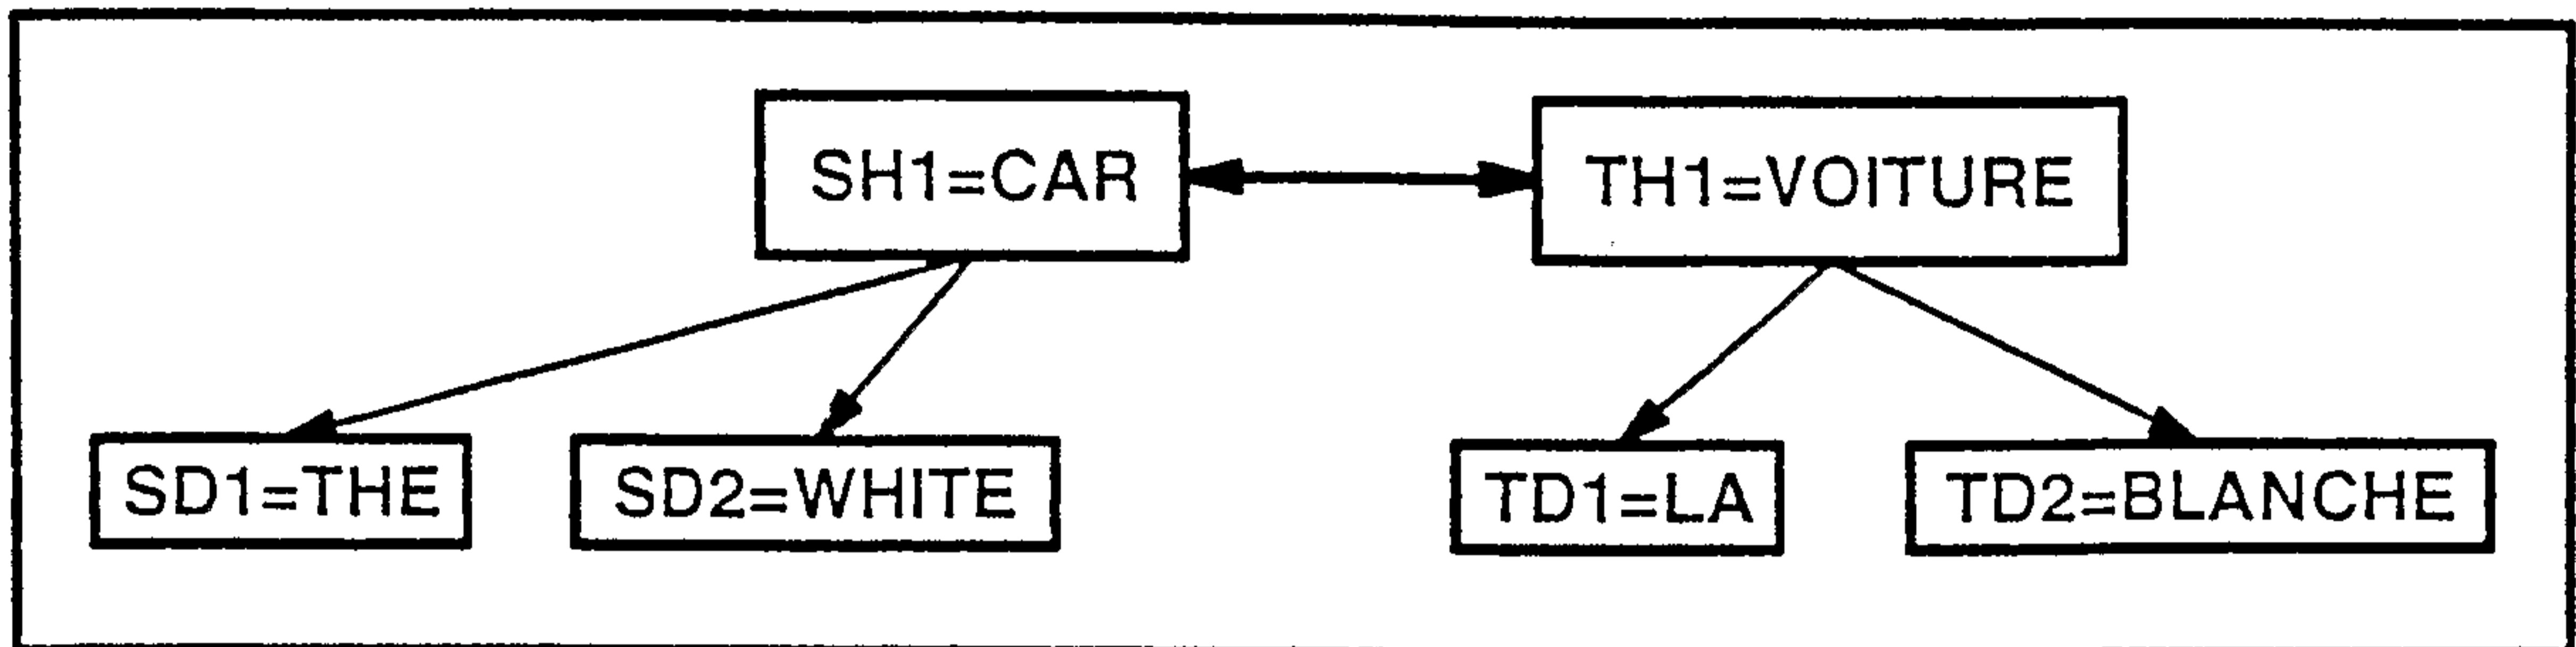 SH1=CAR
TH1=VOITURE
SD1=THE
SD2=WHITE
TD1=LA
TD2=BLANCHE